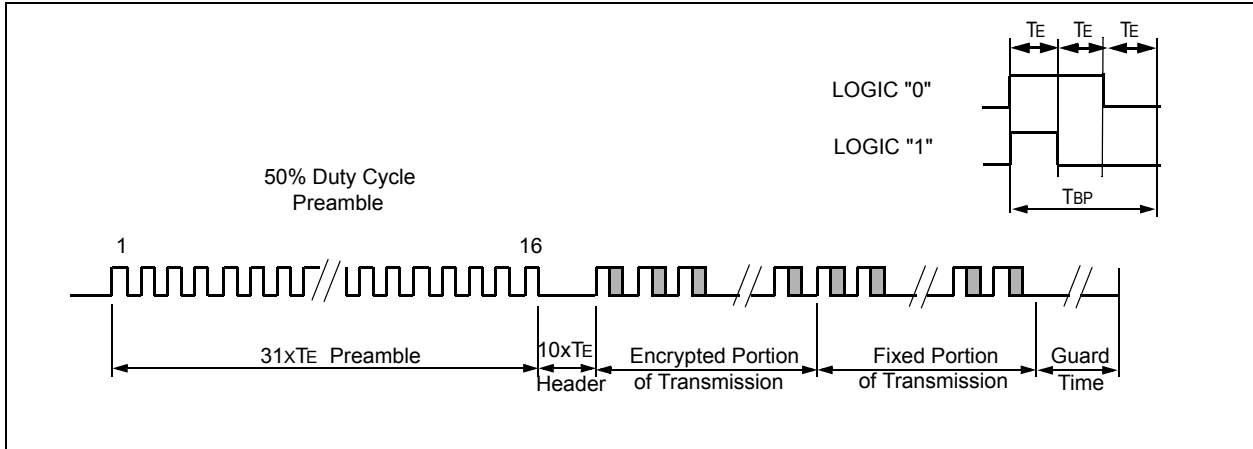 TE TE TE
LOGIC "0"
LOGIC "1"
TBP
50% Duty Cycle
Preamble
1 16
31xTE Preamble
10xTE
Header
Encrypted Portion
of Transmission
Fixed Portion
of Transmission
Guard
Time